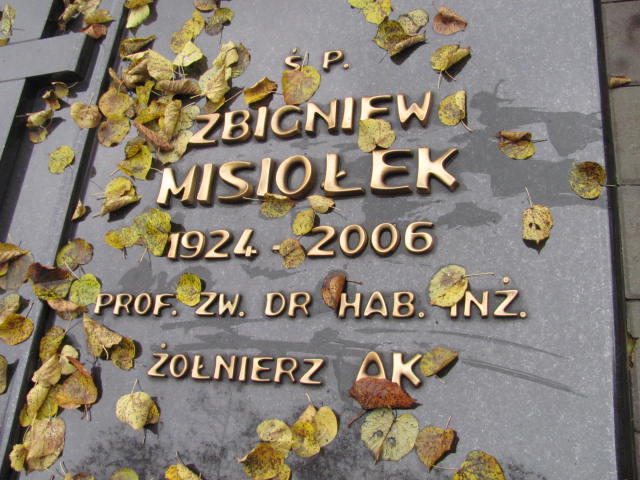 Ś. P.
ZBIGNIEW
MISIOŁEK
1924 - 2006
PROF. ZW. DR HAB. INŻ.
ŻOŁNIERZ AK